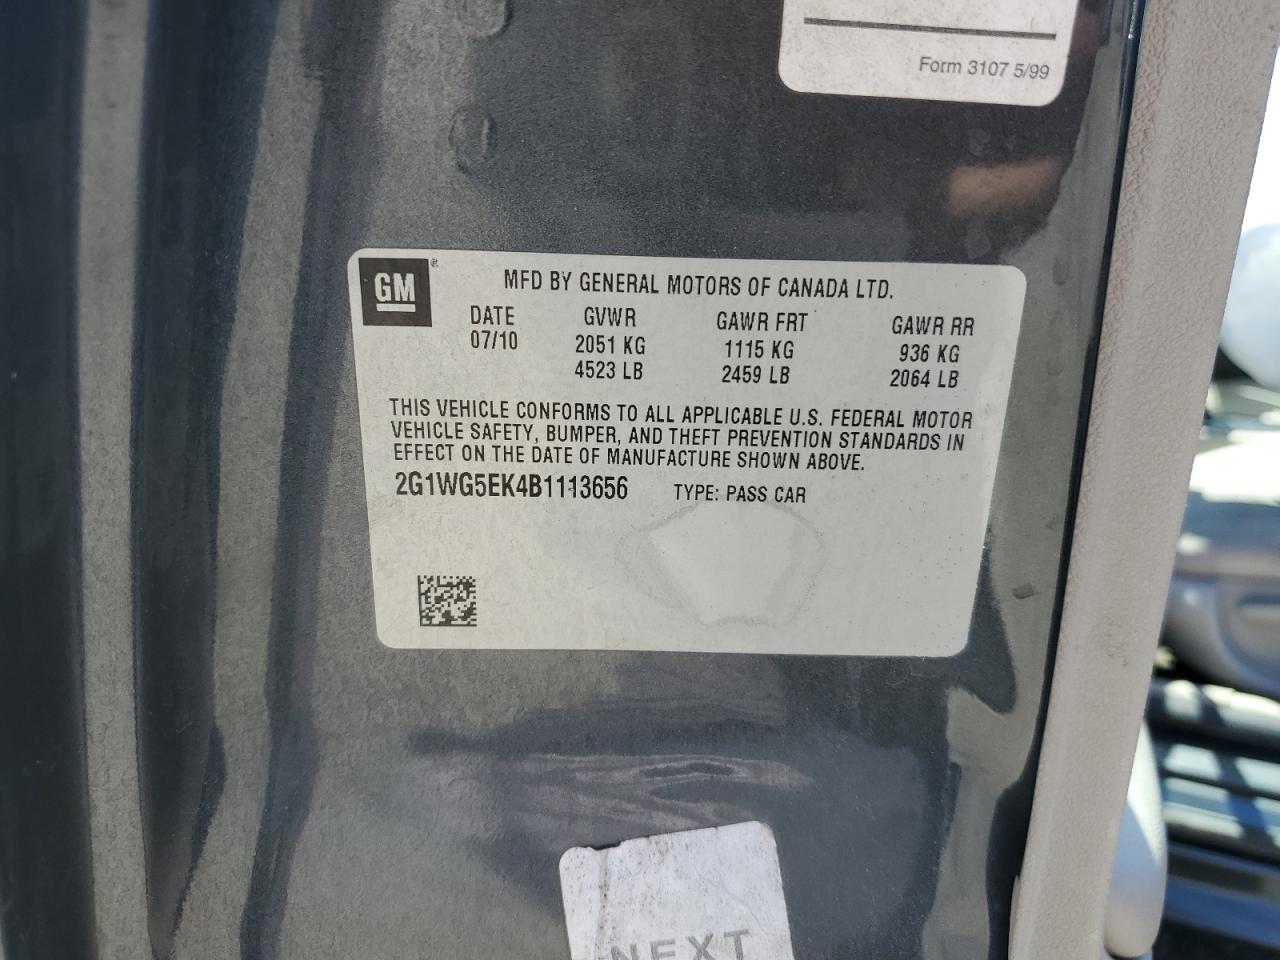 Form 3107 5/99
GM®
MFD BY GENERAL MOTORS OF CANADA LTD.
DATE GVWR GAWR FRT GAWR RR
07/10 2051 KG 1115 KG 936 KG
4523 LB 2459 LB 2064 LB
THIS VEHICLE CONFORMS TO ALL APPLICABLE U.S. FEDERAL MOTOR
VEHICLE SAFETY, BUMPER, AND THEFT PREVENTION STANDARDS IN
EFFECT ON THE DATE OF MANUFACTURE SHOWN ABOVE.
2G1WG5EK4B1113656 TYPE: PASS CAR
NEXT